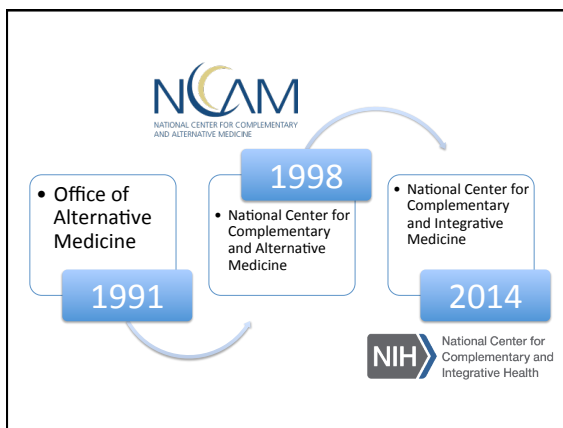 NCCAM
NATIONAL CENTER FOR COMPLEMENTARY
AND ALTERNATIVE MEDICINE
• Office of
Alternative
Medicine
1991
1998
• National Center for
Complementary
and Alternative
Medicine
• National Center for
Complementary
and Integrative
Medicine
2014
NIH
National Center for
Complementary and
Integrative Health